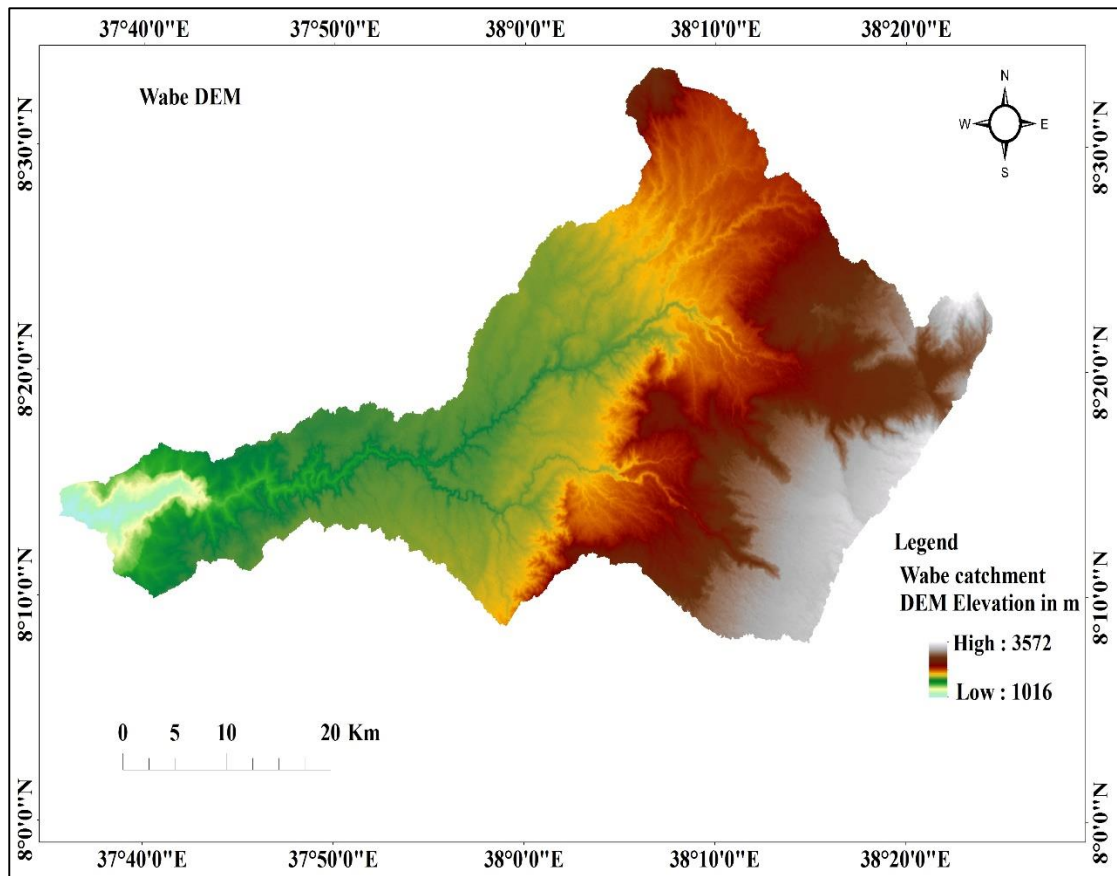 37°40'0"E 37°50'0"E 38°0'0"E 38°10'0"E 38°20'0"E
Wabe DEM
N
W E
S
8°30'0"N 8°30'0"N
8°20'0"N 8°20'0"N
Legend
Wabe catchment
DEM Elevation in m
8°10'0"N 8°10'0"N
High : 3572
Low : 1016
0 5 10 20 Km
8°0'0"N 8°0'0"N
37°40'0"E 37°50'0"E 38°0'0"E 38°10'0"E 38°20'0"E